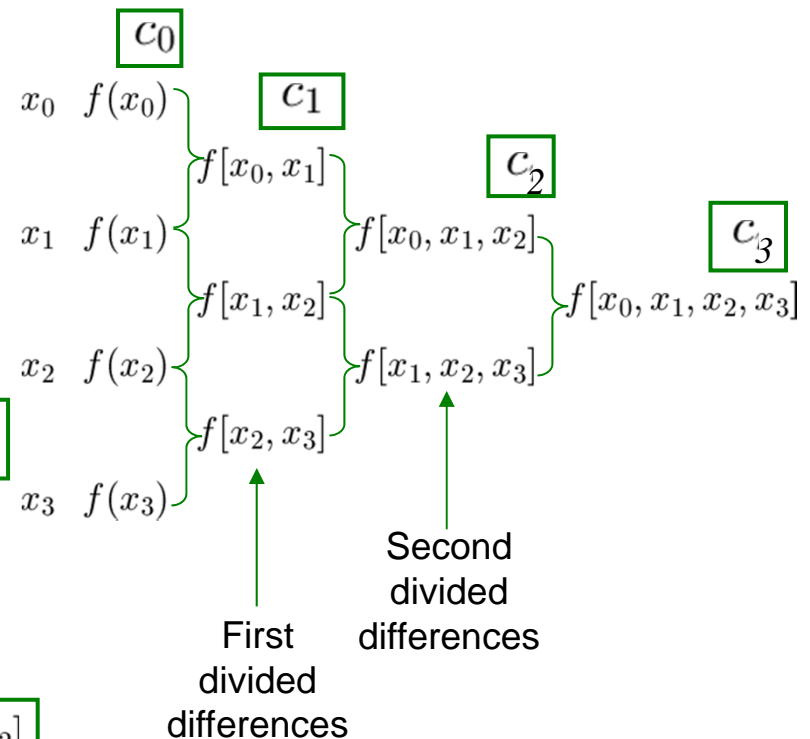 c₀
c₁
x₀ f(x₀)
f[x₀, x₁]
c₂
x₁ f(x₁)
f[x₀, x₁, x₂]
c₃
f[x₁, x₂]
f[x₀, x₁, x₂, x₃]
x₂ f(x₂)
f[x₁, x₂, x₃]
f[x₂, x₃]
x₃ f(x₃)
Second
divided
differences
First
divided
differences